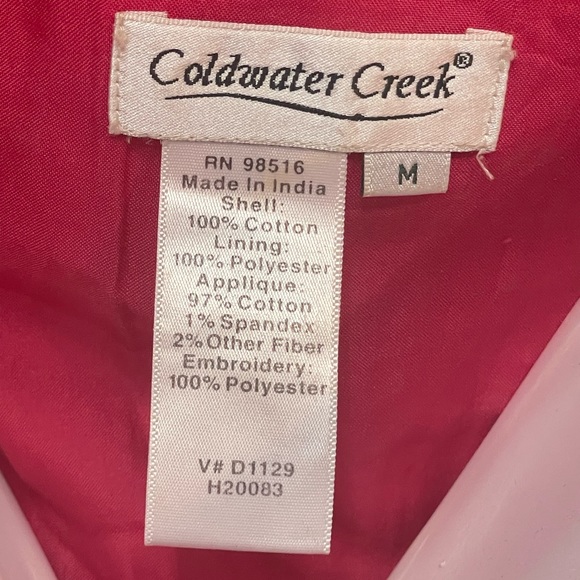 Coldwater Creek®
M
RN 98516
Made In India
Shell:
100% Cotton
Lining:
100% Polyester
Applique:
97% Cotton
1% Spandex
2% Other Fiber
Embroidery:
100% Polyester
V# D1129
H20083